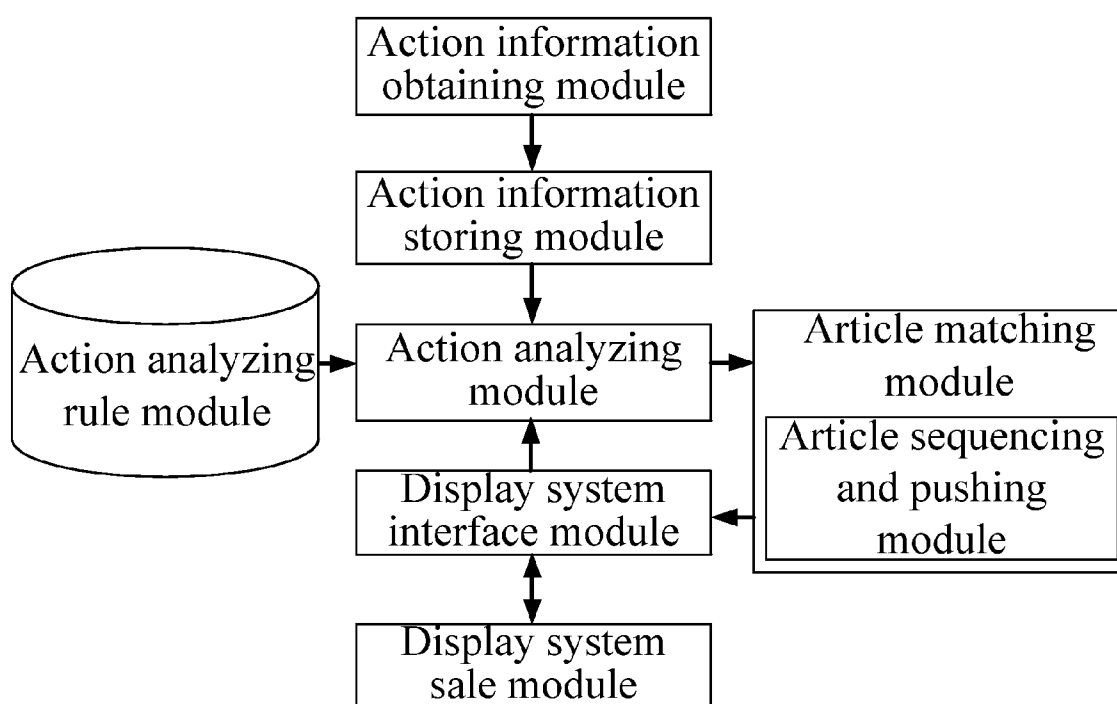 Action information
obtaining module
Action information
storing module
Action analyzing
rule module
Action analyzing
module
Article matching
module
Article sequencing
and pushing
module
Display system
interface module
Display system
sale module